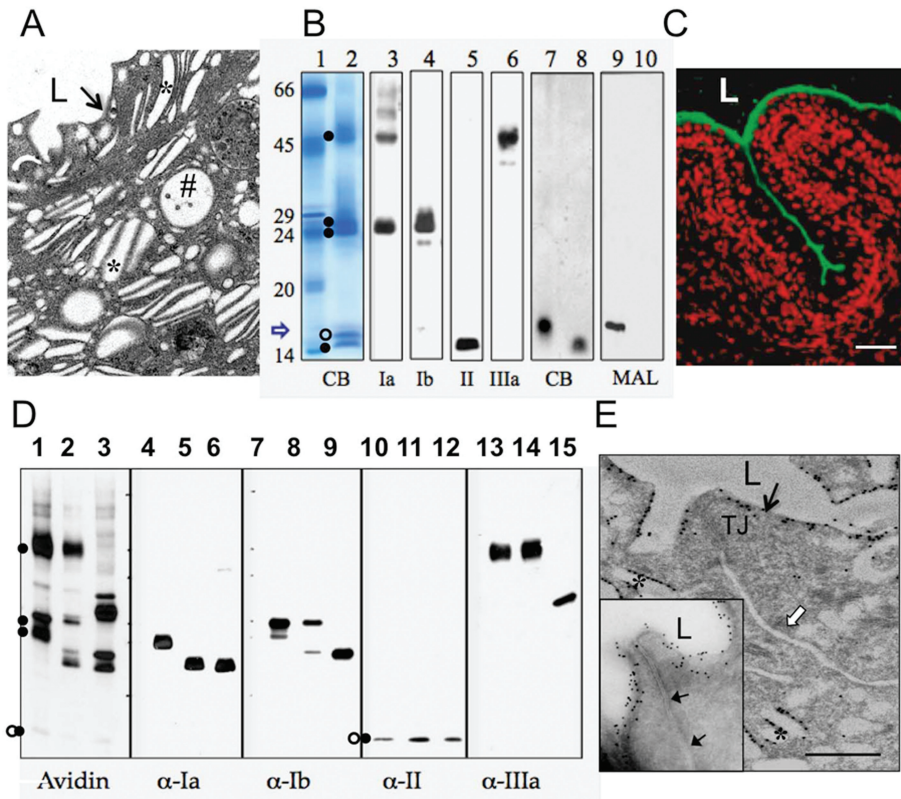 A
L
*
#
*
B
1 2 3 4 5 6 7 8 9 10
66
45
29
24
20
14
CB Ia Ib II IIIa CB MAL
C
L
D
1 2 3 4 5 6 7 8 9 10 11 12 13 14 15
Avidin α-Ia α-Ib α-II α-IIIa
E
L
TJ
*
L
*